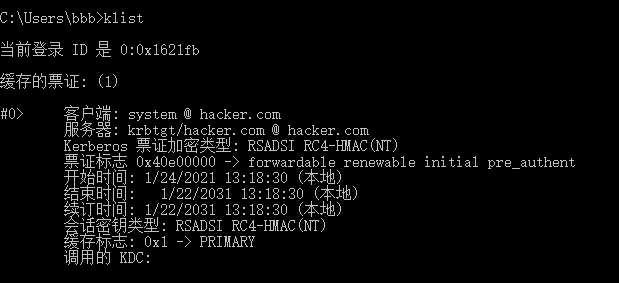 C:\Users\bbb>klist
当前登录 ID 是 0:0x1621fb
缓存的票证: (1)
#0> 客户端: system @ hacker.com
服务器: krbtgt/hacker.com @ hacker.com
Kerberos 票证加密类型: RSADSI RC4-HMAC(NT)
票证标志 0x40e00000 -> forwardable renewable initial pre_authent
开始时间: 1/24/2021 13:18:30 (本地)
结束时间:   1/22/2031 13:18:30 (本地)
续订时间: 1/22/2031 13:18:30 (本地)
会话密钥类型: RSADSI RC4-HMAC(NT)
缓存标志: 0x1 -> PRIMARY
调用的 KDC: